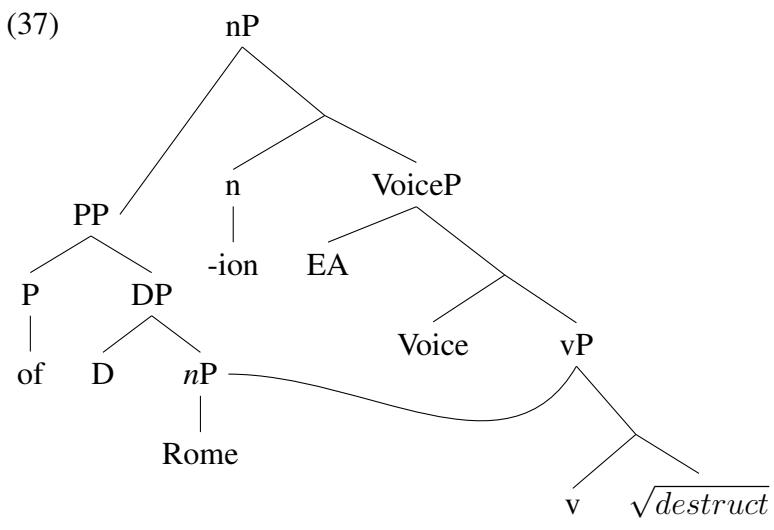 (37) nP
n VoiceP
PP
-ion EA
P DP
Voice vP
of D nP
Rome
v √destruct